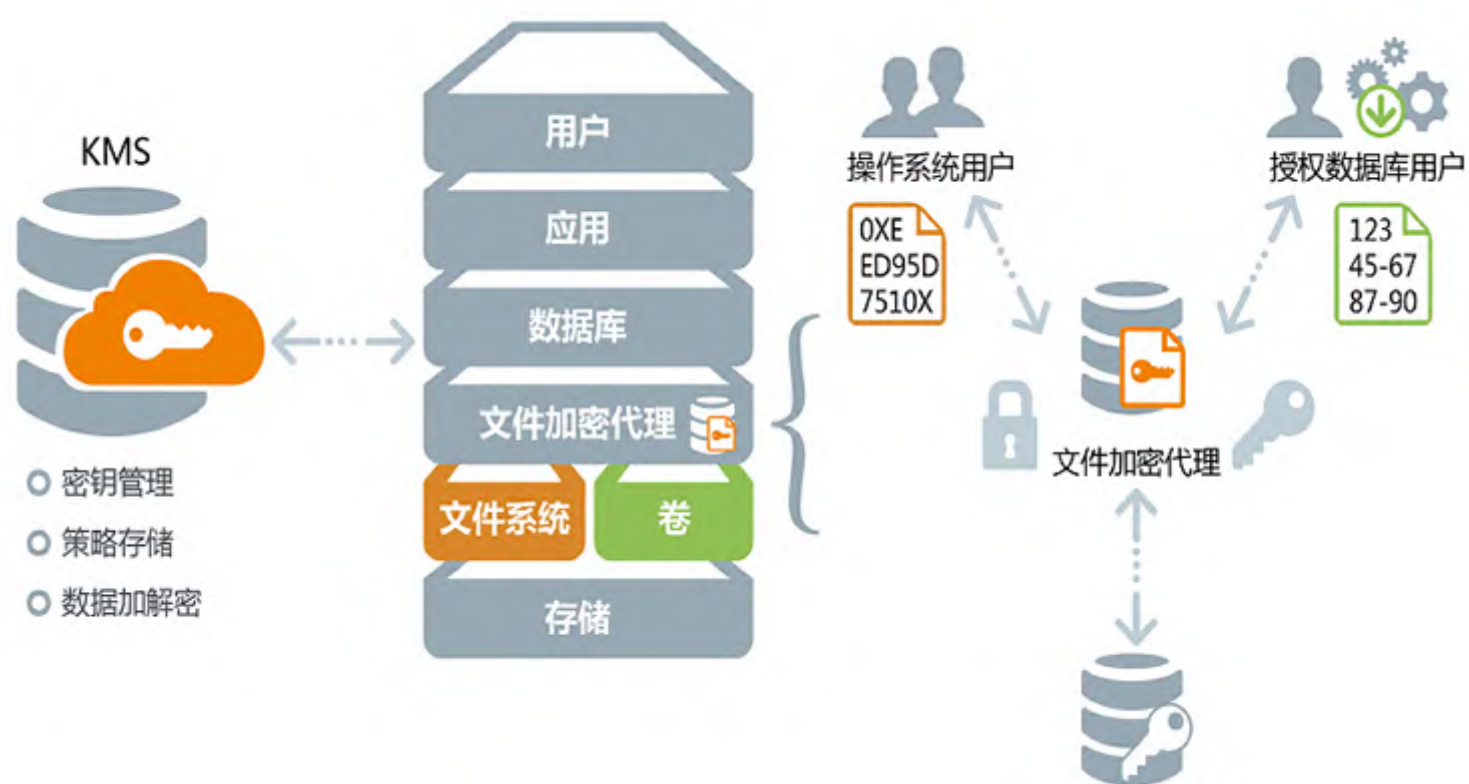 KMS
密钥管理
策略存储
数据加解密
用户
应用
数据库
文件加密代理
文件系统
卷
存储
操作系统用户
0XE
ED95D
7510X
授权数据库用户
123
45-67
87-90
文件加密代理